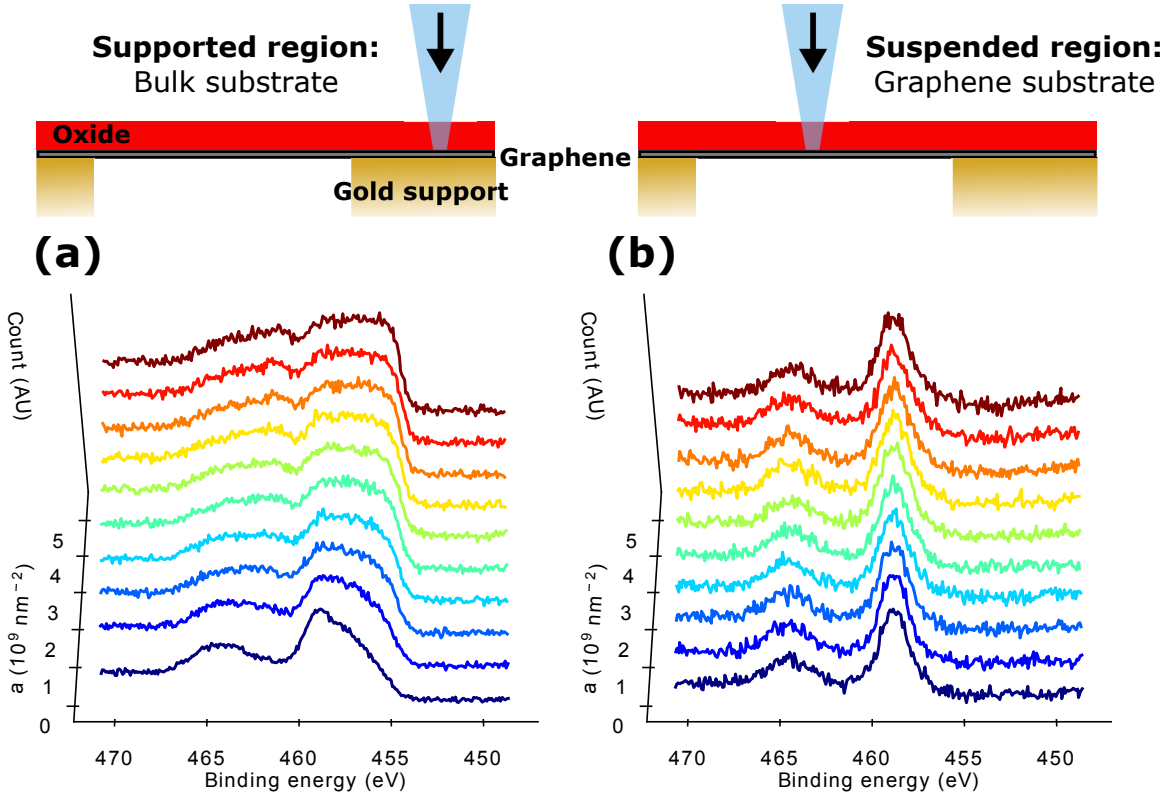 Supported region:
Bulk substrate
Suspended region:
Graphene substrate
Oxide
Graphene
Gold support
(a)
(b)
Count (AU)
5
4
3
2
1
0
a (10⁹ nm⁻²)
470 465 460 455 450
Binding energy (eV)
Count (AU)
5
4
3
2
1
0
a (10⁹ nm⁻²)
470 465 460 455 450
Binding energy (eV)